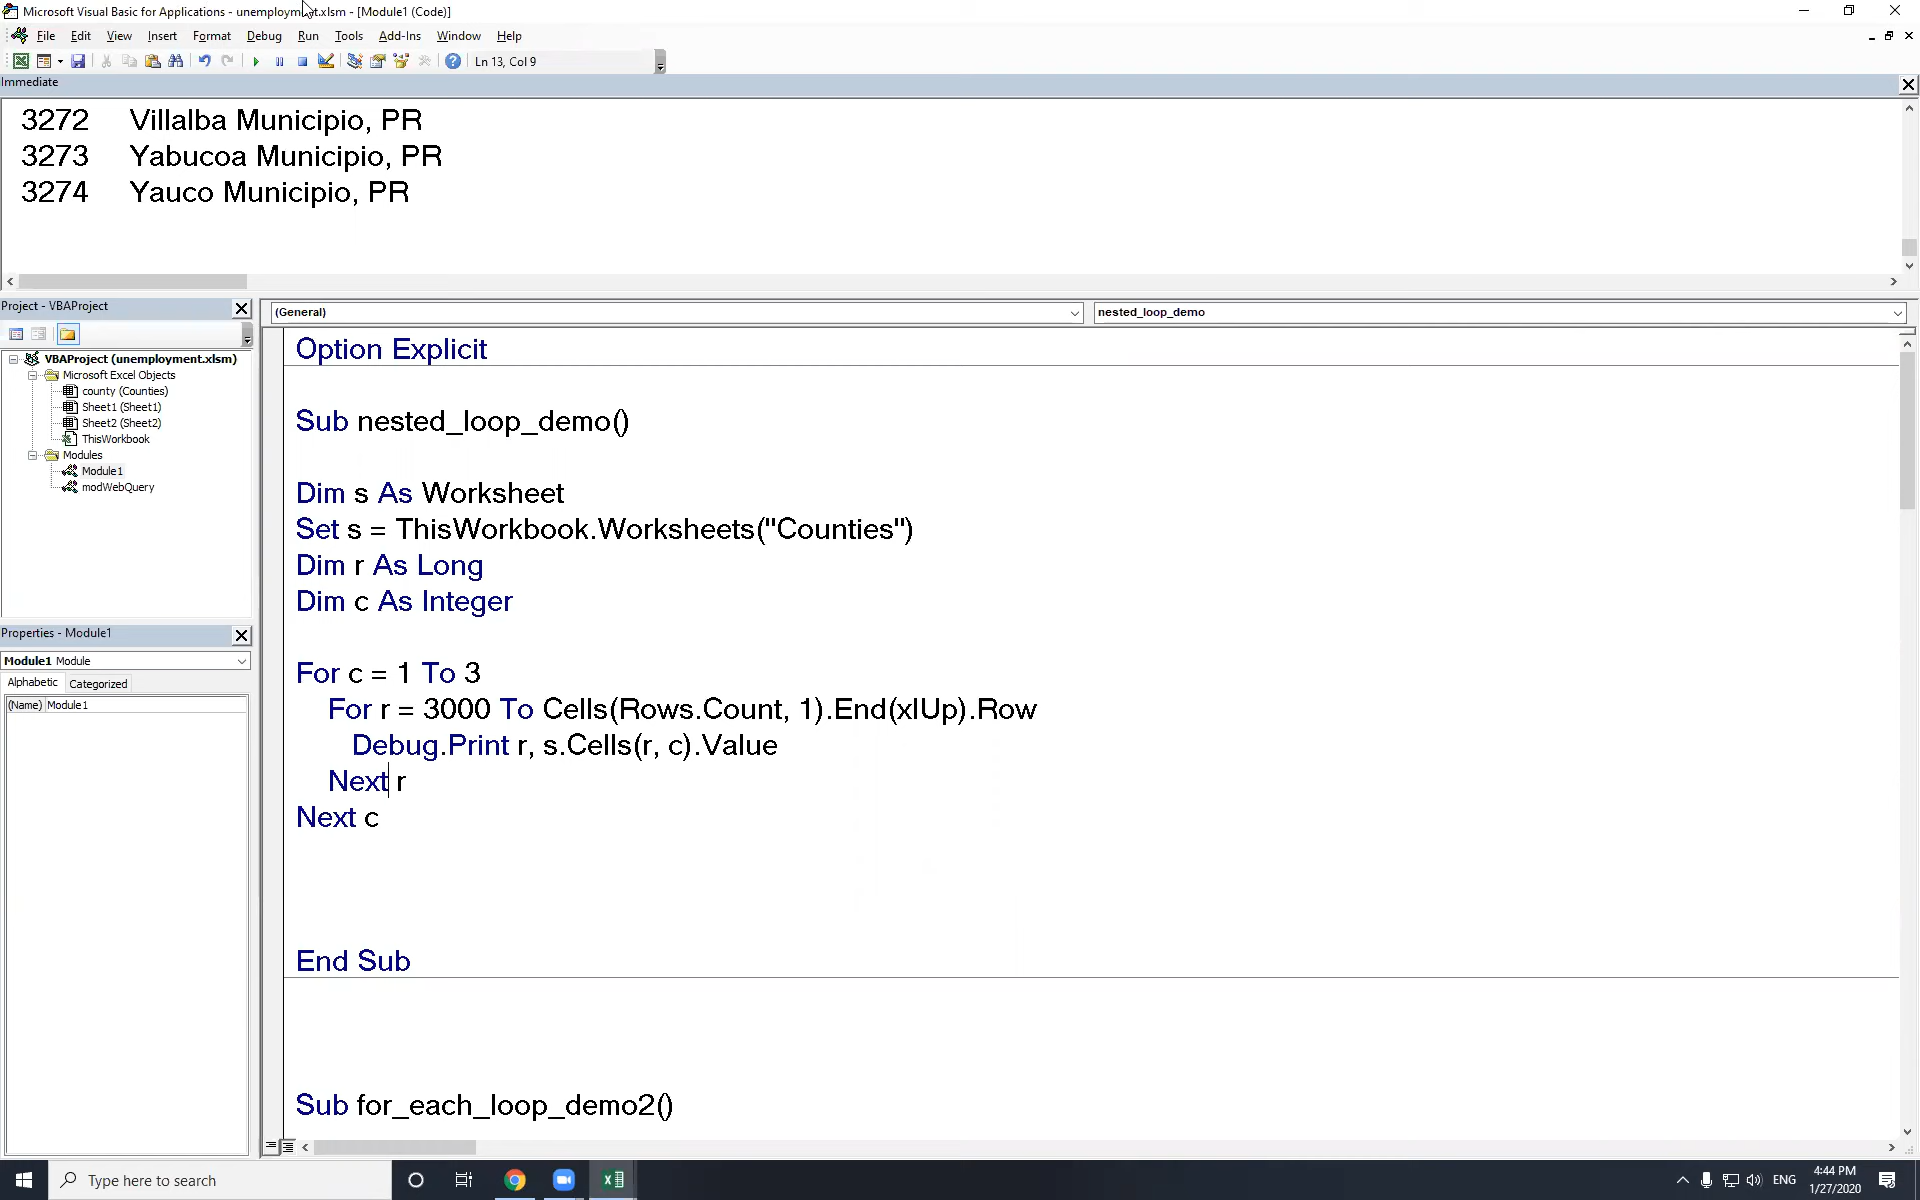 Microsoft Visual Basic for Applications - unemployment.xlsm - [Module1 (Code)]
File Edit View Insert Format Debug Run Tools Add-Ins Window Help
Ln 13, Col 9
Immediate
3272 Villalba Municipio, PR
3273 Yabucoa Municipio, PR
3274 Yauco Municipio, PR
Project - VBAProject
VBAProject (unemployment.xlsm)
Microsoft Excel Objects
county (Counties)
Sheet1 (Sheet1)
Sheet2 (Sheet2)
ThisWorkbook
Modules
Module1
modWebQuery
Properties - Module1
Module1 Module
Alphabetic Categorized
(Name) Module1
(General) nested_loop_demo
Option Explicit
Sub nested_loop_demo()
Dim s As Worksheet
Set s = ThisWorkbook.Worksheets("Counties")
Dim r As Long
Dim c As Integer
For c = 1 To 3
For r = 3000 To Cells(Rows.Count, 1).End(xlUp).Row
Debug.Print r, s.Cells(r, c).Value
Next r
Next c
End Sub
Sub for_each_loop_demo2()
Type here to search
ENG
4:44 PM
1/27/2020